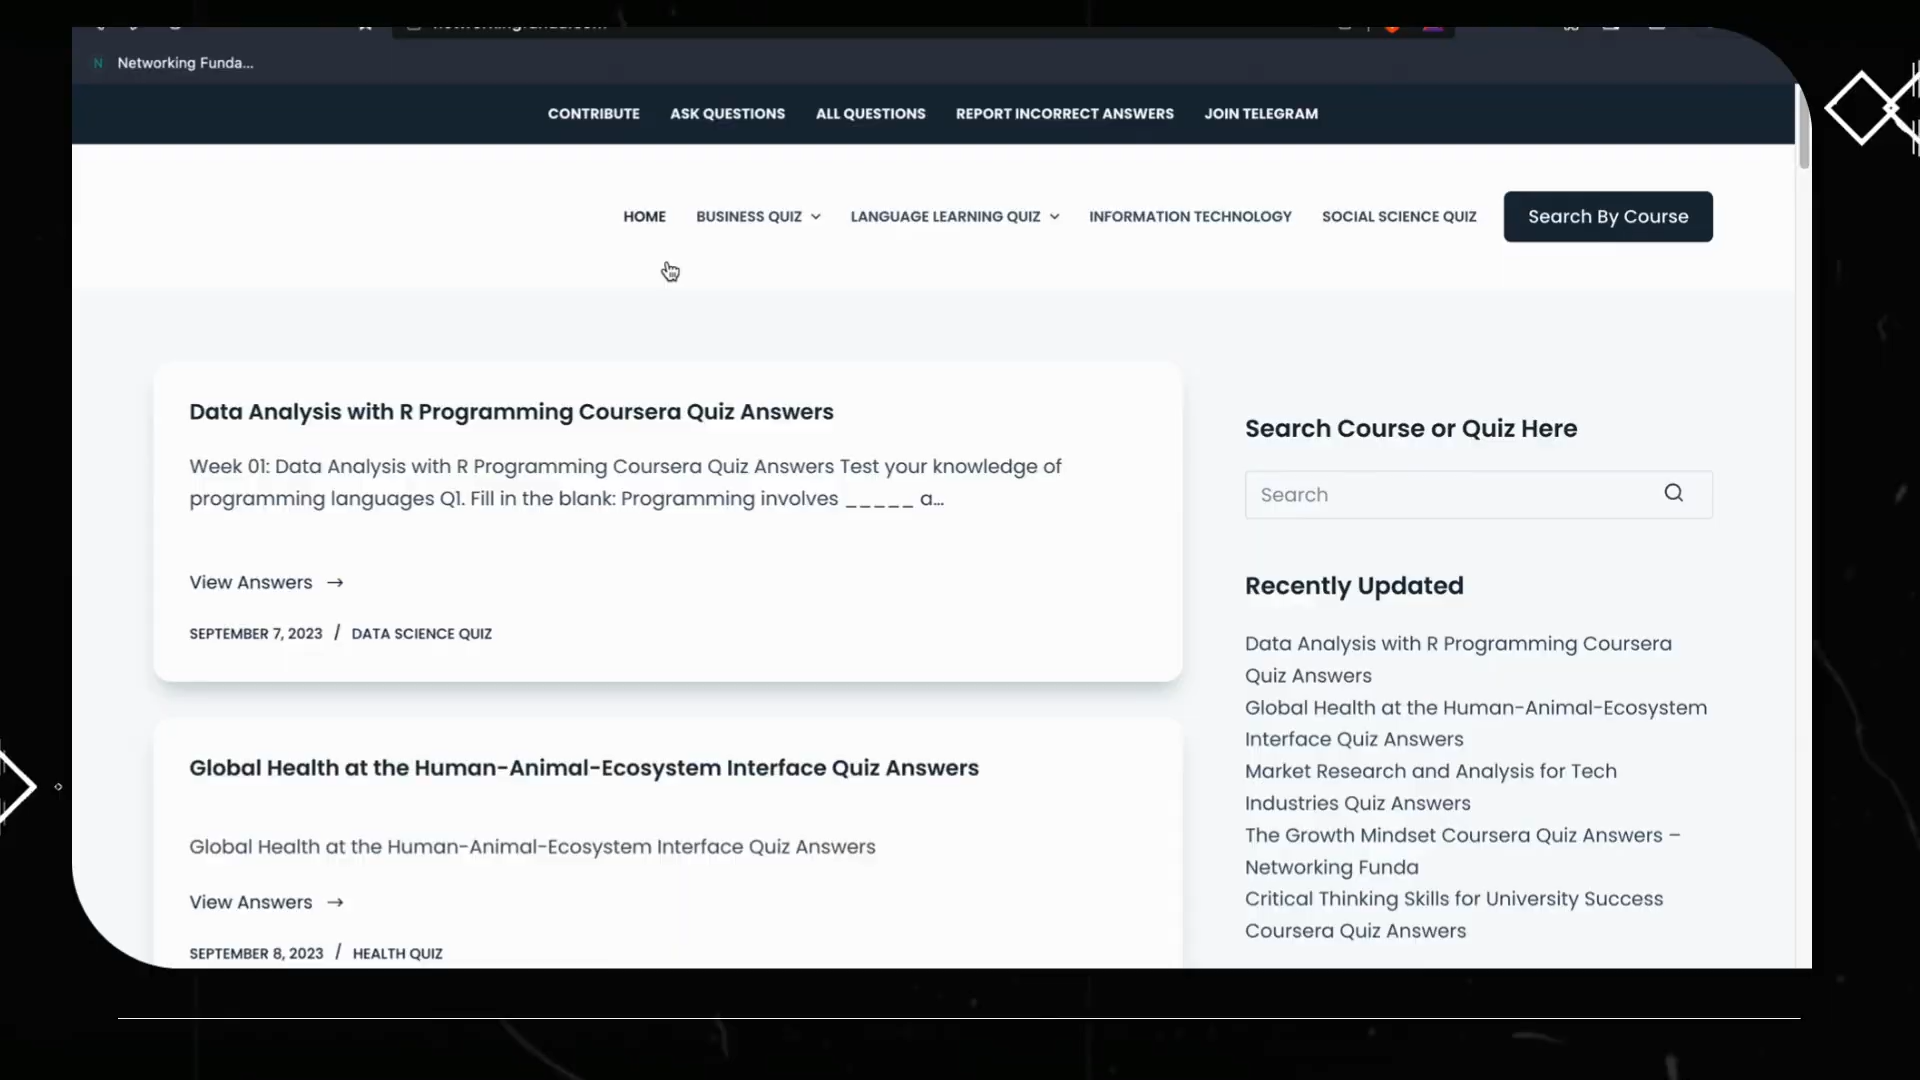 Networking Funda...
CONTRIBUTE ASK QUESTIONS ALL QUESTIONS REPORT INCORRECT ANSWERS JOIN TELEGRAM
HOME BUSINESS QUIZ LANGUAGE LEARNING QUIZ INFORMATION TECHNOLOGY SOCIAL SCIENCE QUIZ Search By Course
Data Analysis with R Programming Coursera Quiz Answers
Week 01: Data Analysis with R Programming Coursera Quiz Answers Test your knowledge of
programming languages Q1. Fill in the blank: Programming involves _____ a...
View Answers →
SEPTEMBER 7, 2023 / DATA SCIENCE QUIZ
Global Health at the Human-Animal-Ecosystem Interface Quiz Answers
Global Health at the Human-Animal-Ecosystem Interface Quiz Answers
View Answers →
SEPTEMBER 8, 2023 / HEALTH QUIZ
Search Course or Quiz Here
Search
Recently Updated
Data Analysis with R Programming Coursera
Quiz Answers
Global Health at the Human-Animal-Ecosystem
Interface Quiz Answers
Market Research and Analysis for Tech
Industries Quiz Answers
The Growth Mindset Coursera Quiz Answers –
Networking Funda
Critical Thinking Skills for University Success
Coursera Quiz Answers